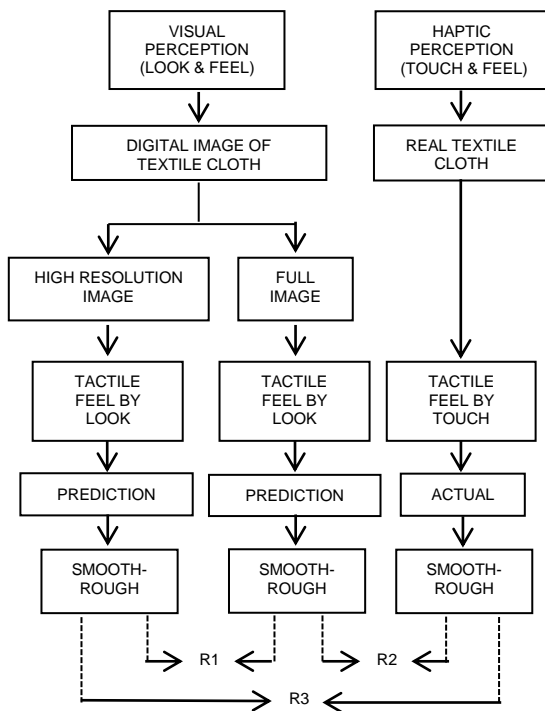 VISUAL
PERCEPTION
(LOOK & FEEL)
HAPTIC
PERCEPTION
(TOUCH & FEEL)
DIGITAL IMAGE OF
TEXTILE CLOTH
REAL TEXTILE
CLOTH
HIGH RESOLUTION
IMAGE
FULL
IMAGE
TACTILE
FEEL BY
LOOK
TACTILE
FEEL BY
LOOK
TACTILE
FEEL BY
TOUCH
PREDICTION
PREDICTION
ACTUAL
SMOOTH-
ROUGH
SMOOTH-
ROUGH
SMOOTH-
ROUGH
R1
R2
R3